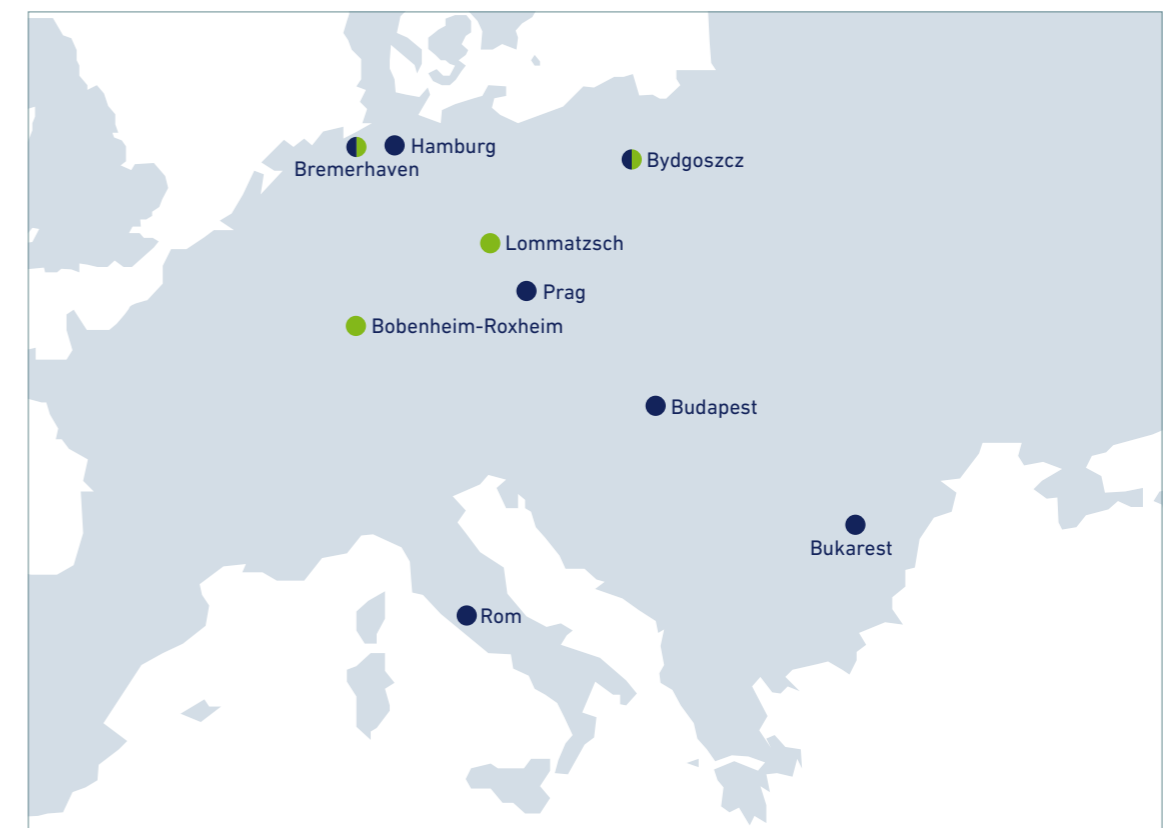 Hamburg
Bremerhaven
Bydgoszcz
Lommatzsch
Prag
Bobenheim-Roxheim
Budapest
Bukarest
Rom